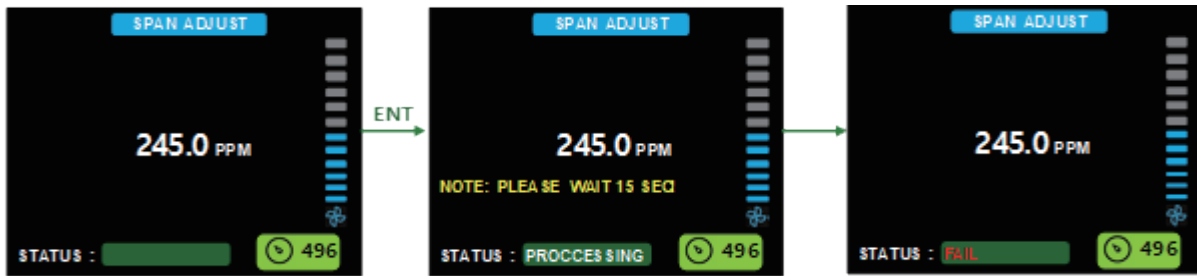 SPAN ADJUST
245.0 PPM
STATUS :
496
ENT
SPAN ADJUST
245.0 PPM
NOTE: PLEASE WAIT 15 SEC
STATUS : PROCCESSING
496
SPAN ADJUST
245.0 PPM
STATUS : FAIL
496